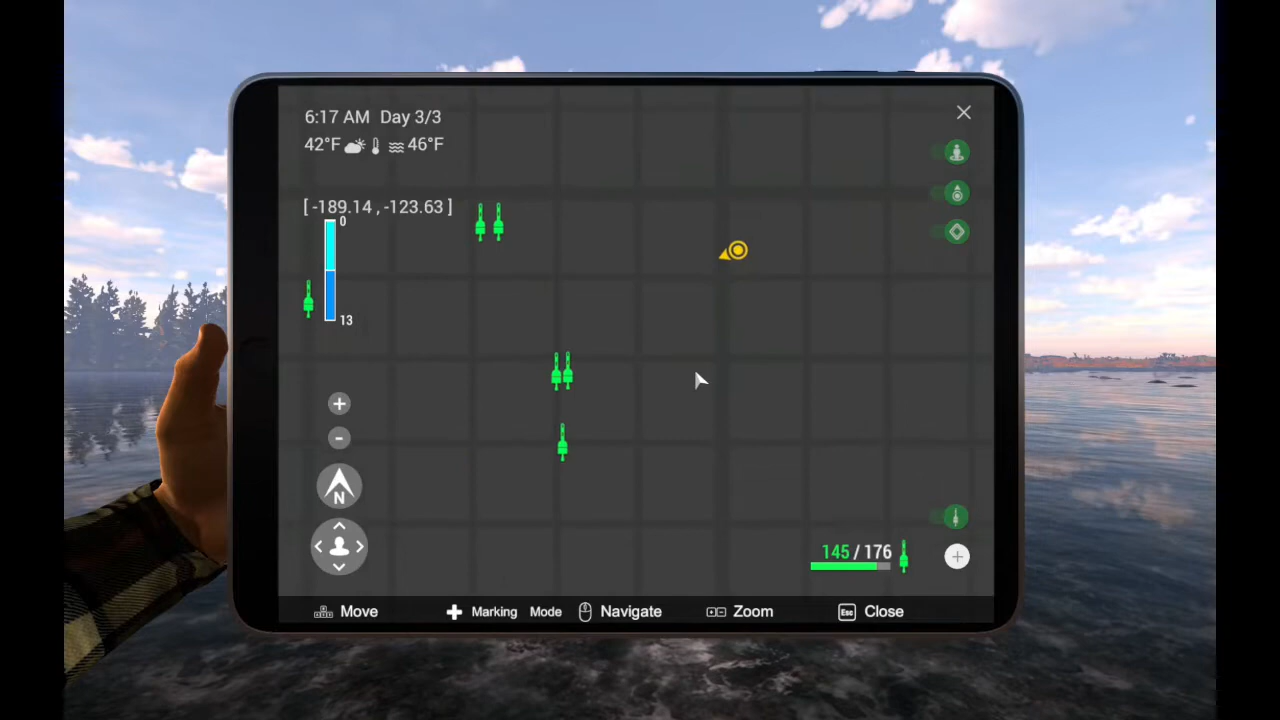 6:17 AM Day 3/3
42°F 46°F
[ -189.14 , -123.63 ]
0
13
+
-
N
145 / 176
+
Move Marking Mode Navigate Zoom Esc Close